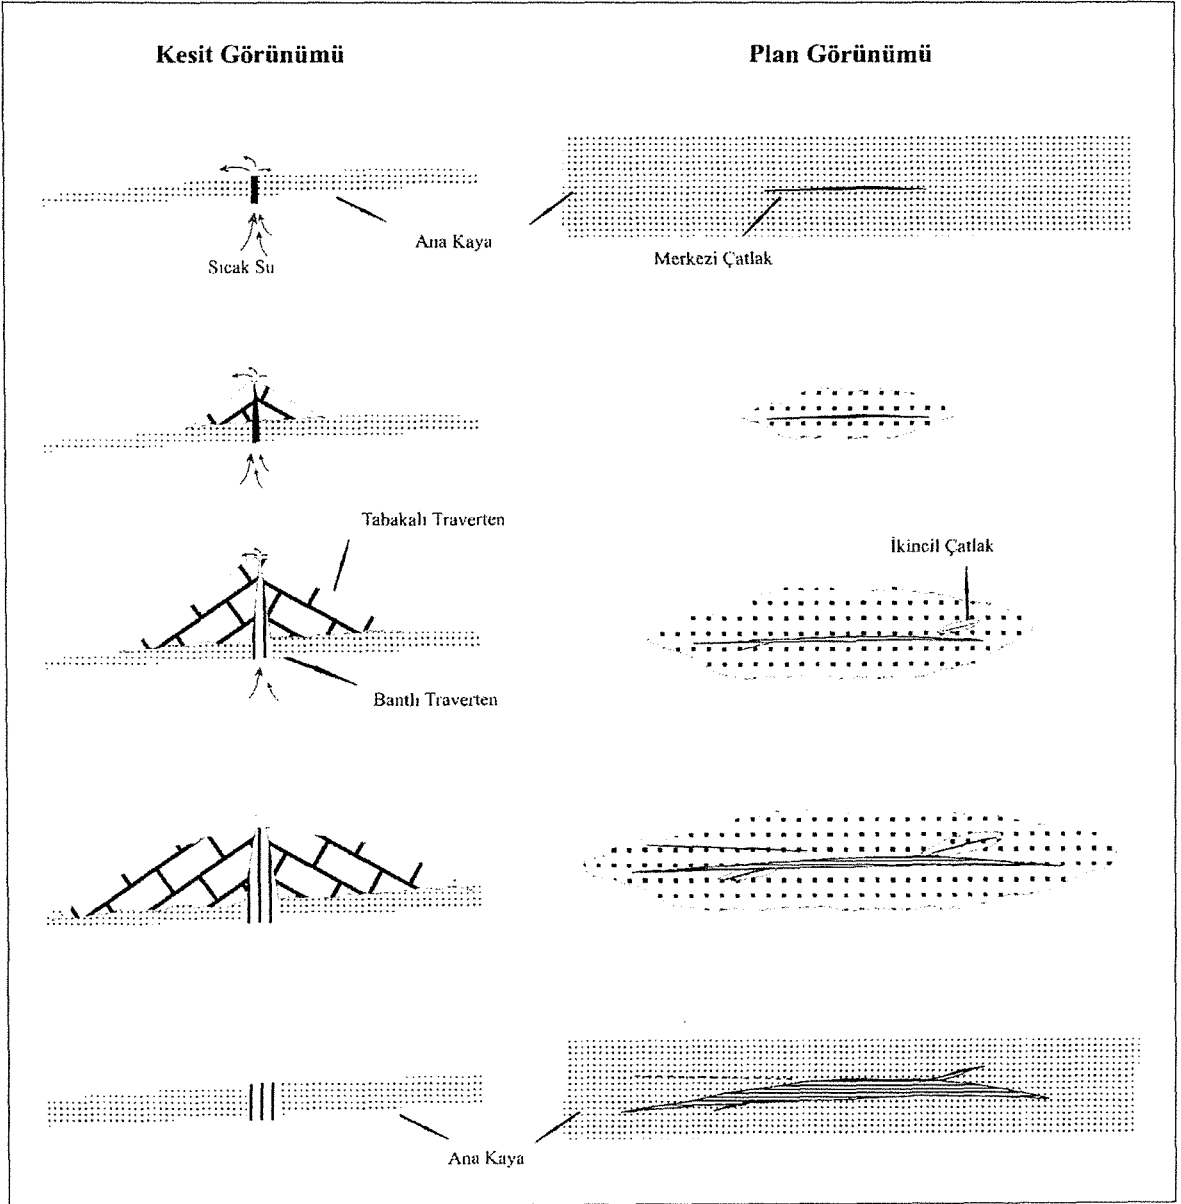 Kesit Görünümü
Plan Görünümü
Ana Kaya
Sıcak Su
Merkezi Çatlak
Tabakalı Traverten
İkincil Çatlak
Bantlı Traverten
Ana Kaya